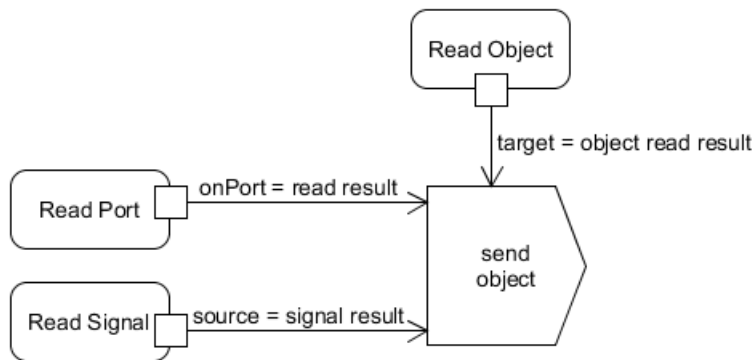 Read Object
target = object read result
onPort = read result
Read Port
send
object
source = signal result
Read Signal